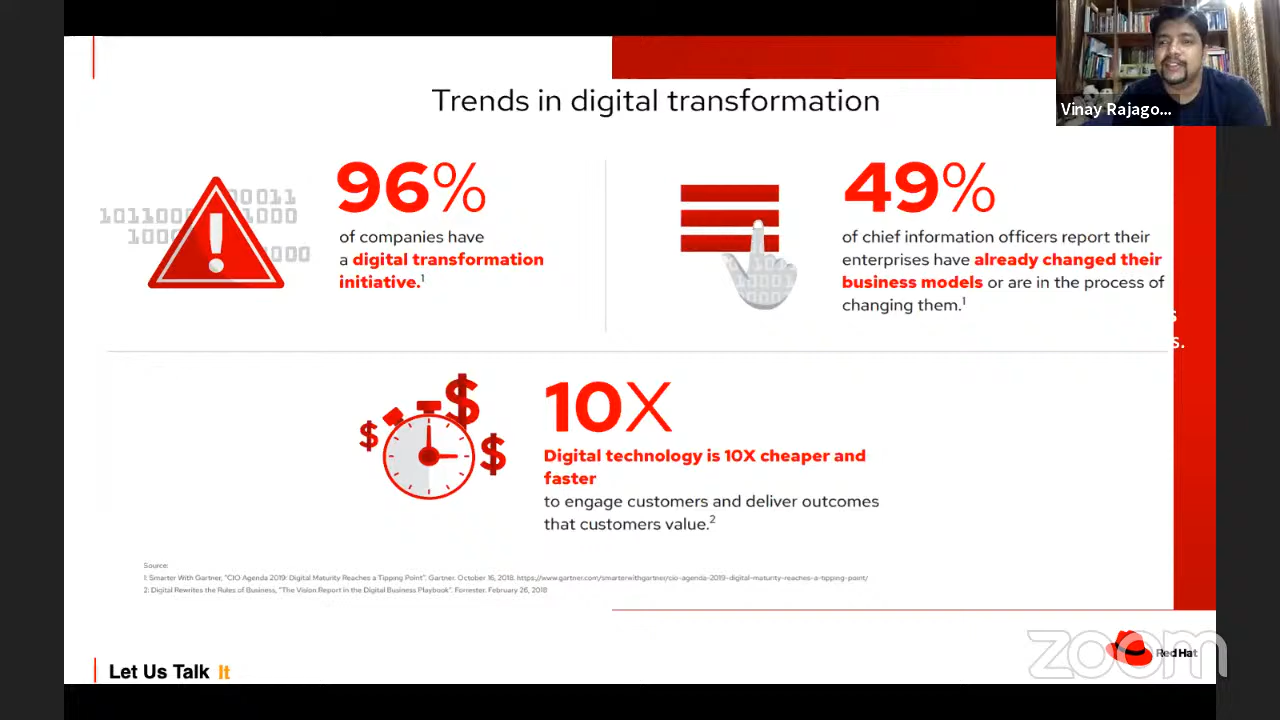 Vinay Rajago...
Trends in digital transformation
00011
1011000
1000
1000
000
96%
of companies have
a digital transformation
initiative.1
49%
of chief information officers report their
enterprises have already changed their
business models or are in the process of
changing them.1
s
s.
10X
Digital technology is 10X cheaper and
faster
to engage customers and deliver outcomes
that customers value.2
Source:
1: Smarter With Gartner, "CIO Agenda 2019: Digital Maturity Reaches a Tipping Point". Gartner. October 16, 2018. https://www.gartner.com/smarterwithgartner/cio-agenda-2019-digital-maturity-reaches-a-tipping-point/
2: Digital Rewrites the Rules of Business, "The Vision Report in the Digital Business Playbook". Forrester. February 26, 2018
Let Us Talk It
zoom
Red Hat